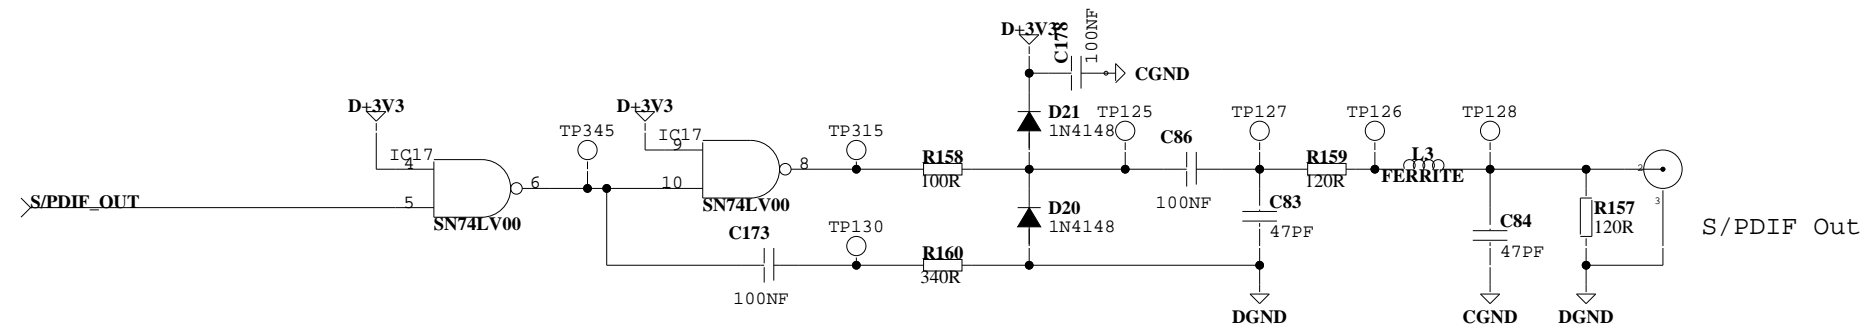 D+3V3
C178
100NF
CGND
D+3V3
D+3V3
TP345
IC17
9
10
8
SN74LV00
TP315
R158
100R
D21
1N4148
TP125
C86
100NF
TP127
R159
120R
TP126
L3
FERRITE
TP128
2
3
S/PDIF_OUT
IC17
4
5
6
SN74LV00
C173
100NF
TP130
R160
340R
D20
1N4148
C83
47PF
C84
47PF
R157
120R
S/PDIF Out
DGND
CGND
DGND